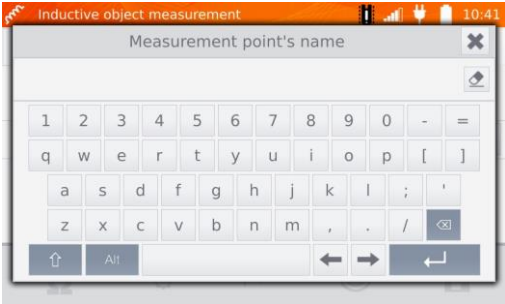 Inductive object measurement 10:41
Measurement point's name
1 2 3 4 5 6 7 8 9 0 - =
q w e r t y u i o p [ ]
a s d f g h j k l ; '
z x c v b n m , . /
Alt